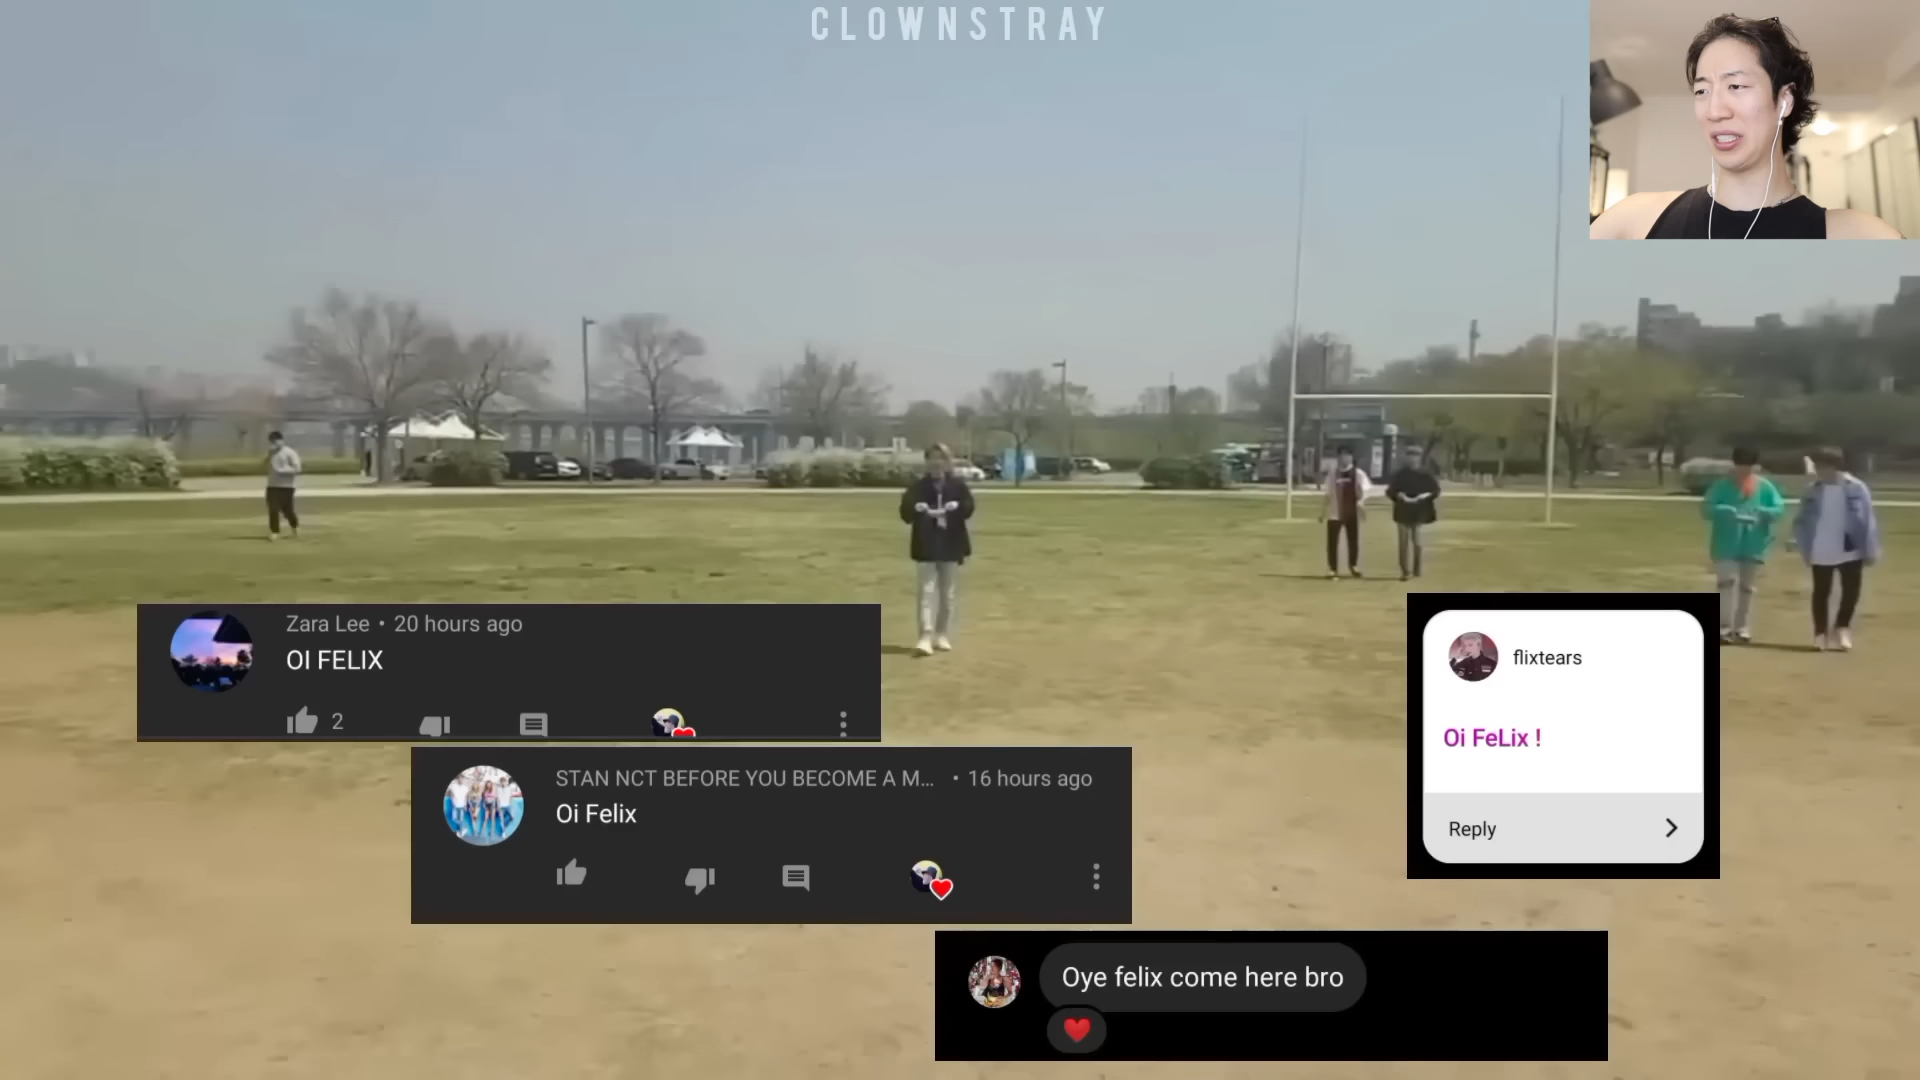 CLOWNSTRAY
Zara Lee • 20 hours ago
OI FELIX
2
STAN NCT BEFORE YOU BECOME A M... • 16 hours ago
Oi Felix
flixtears
Oi FeLix !
Reply
Oye felix come here bro